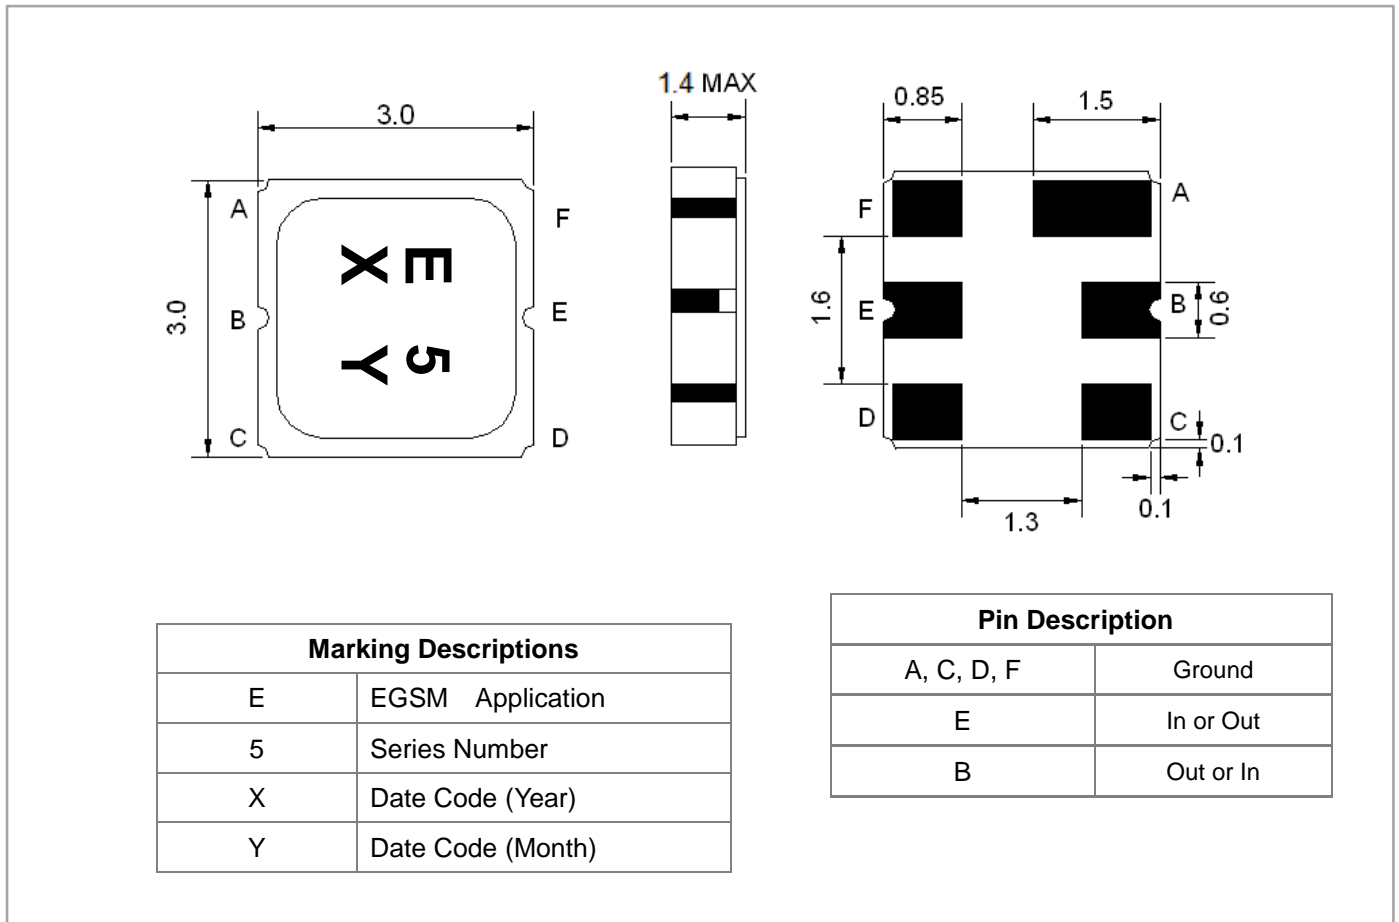 1.4 MAX
3.0
0.85
1.5
A
F
F
A
E
X
3.0
B
E
1.6
E
B
0.6
5
Y
C
D
D
C
0.1
0.1
1.3
Marking Descriptions
E EGSM Application
5 Series Number
X Date Code (Year)
Y Date Code (Month)
Pin Description
A, C, D, F Ground
E In or Out
B Out or In